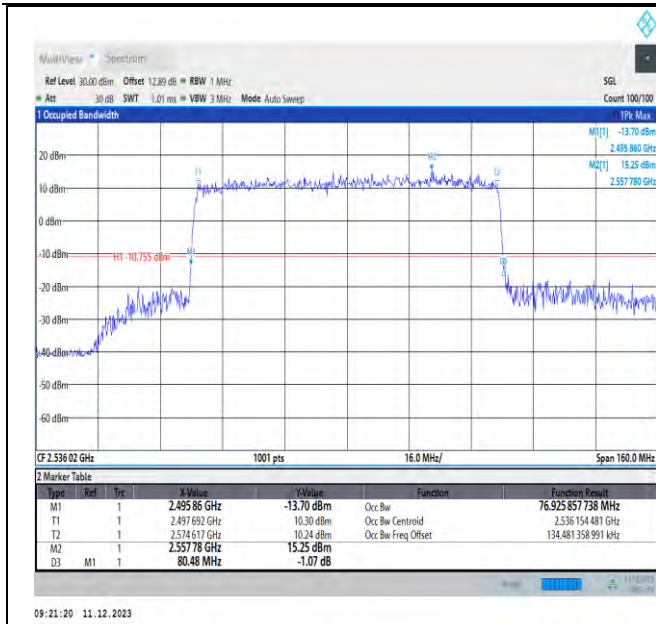 MultiView Spectrum
Ref Level 30.00 dBm Offset 12.89 dB RBW 1 MHz SGL
Att 30 dB SWT 1.01 ms VBW 3 MHz Mode Auto Sweep Count 100/100
1 Occupied Bandwidth 1Pk Max
M1[1] -13.70 dBm
2.495 860 GHz
M2[1] 15.25 dBm
2.557 780 GHz
20 dBm
M2
T1 T2
10 dBm
0 dBm
-10 dBm
H1 -10.755 dBm M1
-20 dBm
-30 dBm
-40 dBm
-50 dBm
-60 dBm
CF 2.536 02 GHz 1001 pts 16.0 MHz/ Span 160.0 MHz
2 Marker Table
Type Ref Trc X-Value Y-Value Function Function Result
M1 1 2.495 86 GHz -13.70 dBm Occ Bw 76.925 857 738 MHz
T1 1 2.497 692 GHz 10.30 dBm Occ Bw Centroid 2.536 154 481 GHz
T2 1 2.574 617 GHz 10.24 dBm Occ Bw Freq Offset 134.481 358 991 kHz
M2 1 2.557 78 GHz 15.25 dBm
D3 M1 1 80.48 MHz -1.07 dB
09:21:20 11.12.2023